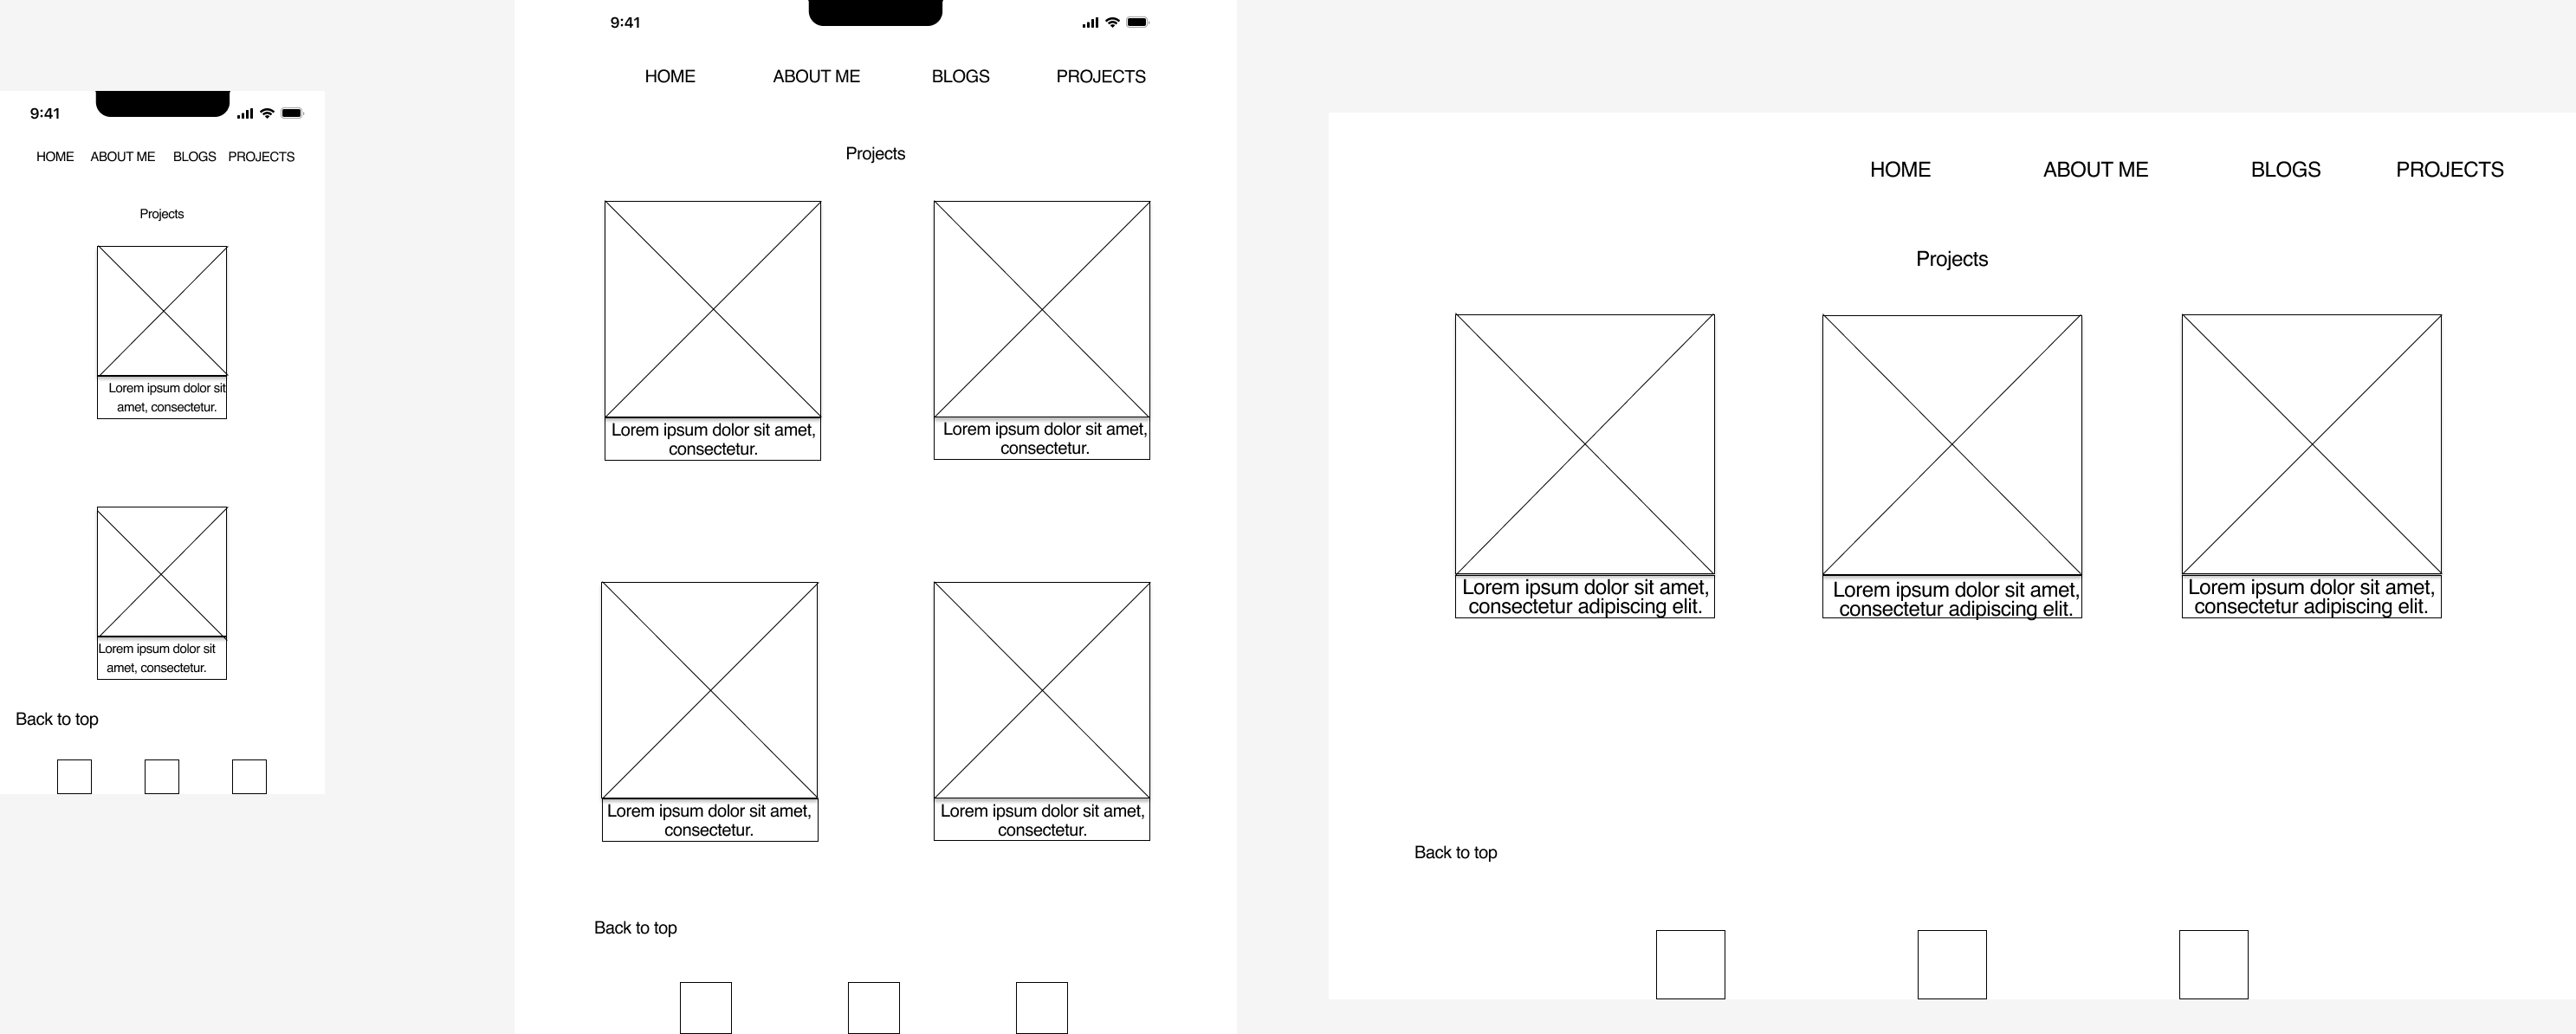 9:41
HOME ABOUT ME BLOGS PROJECTS
Projects
Lorem ipsum dolor sit
amet, consectetur.
Lorem ipsum dolor sit
amet, consectetur.
Back to top
9:41
HOME ABOUT ME BLOGS PROJECTS
Projects
Lorem ipsum dolor sit amet,
consectetur.
Lorem ipsum dolor sit amet,
consectetur.
Lorem ipsum dolor sit amet,
consectetur.
Lorem ipsum dolor sit amet,
consectetur.
Back to top
HOME ABOUT ME BLOGS PROJECTS
Projects
Lorem ipsum dolor sit amet,
consectetur adipiscing elit.
Lorem ipsum dolor sit amet,
consectetur adipiscing elit.
Lorem ipsum dolor sit amet,
consectetur adipiscing elit.
Back to top